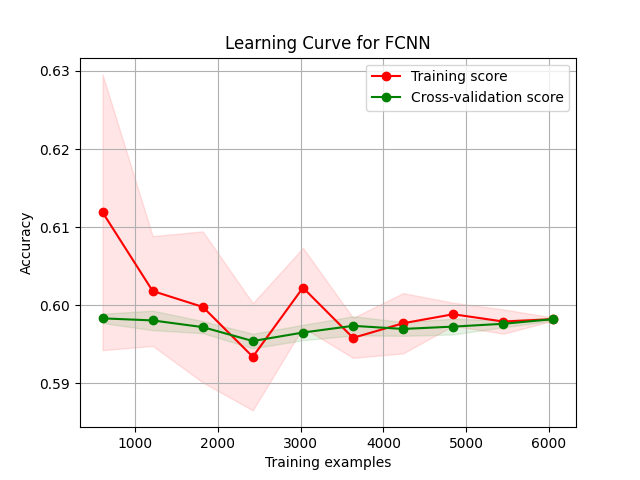 Learning Curve for FCNN
Training score
Cross-validation score
0.63
0.62
0.61
0.60
0.59
Accuracy
1000 2000 3000 4000 5000 6000
Training examples